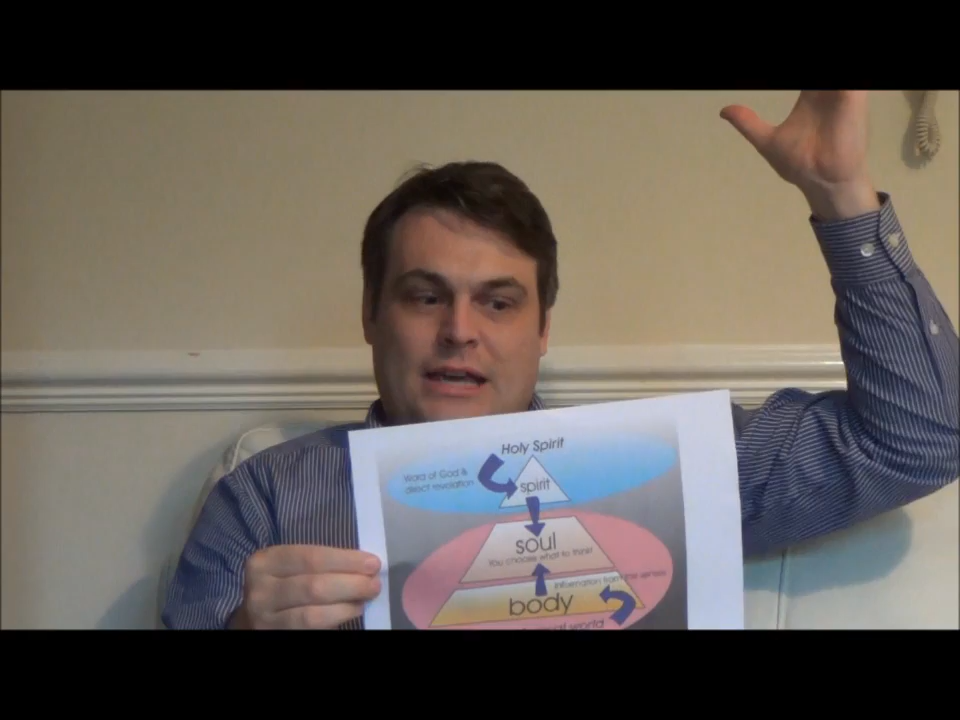 Holy Spirit
Word of God &
direct revelation
spirit
soul
You choose what to think!
Information from the senses
body
world